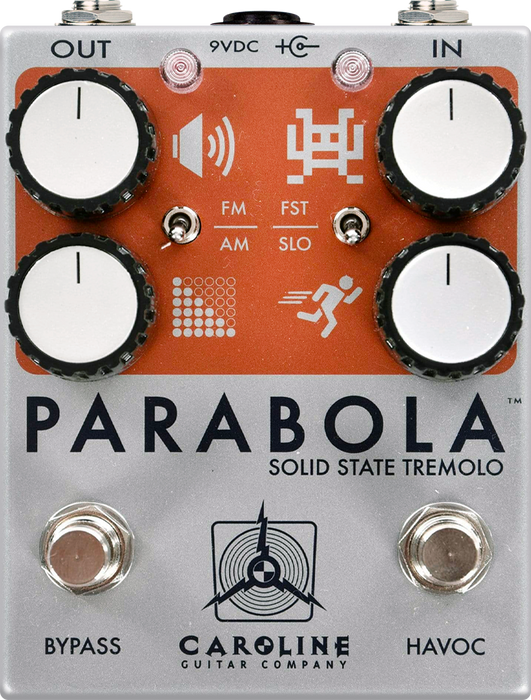 OUT 9VDC IN
FM FST
AM SLO
PARABOLA™
SOLID STATE TREMOLO
BYPASS HAVOC
CAROLINE
GUITAR COMPANY